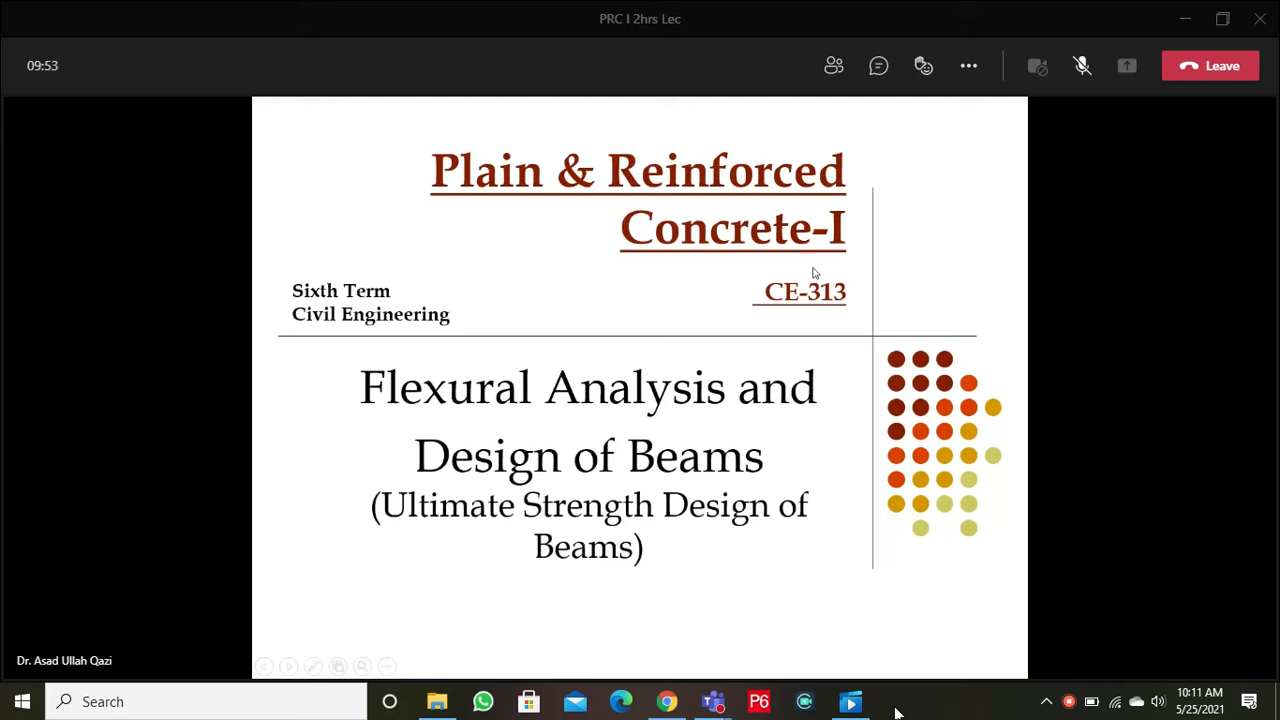 PRC I 2hrs Lec
09:53
Leave
Plain & Reinforced
Concrete-I
CE-313
Sixth Term
Civil Engineering
Flexural Analysis and
Design of Beams
(Ultimate Strength Design of
Beams)
Dr. Asad Ullah Qazi
Search
P6
10:11 AM
5/25/2021